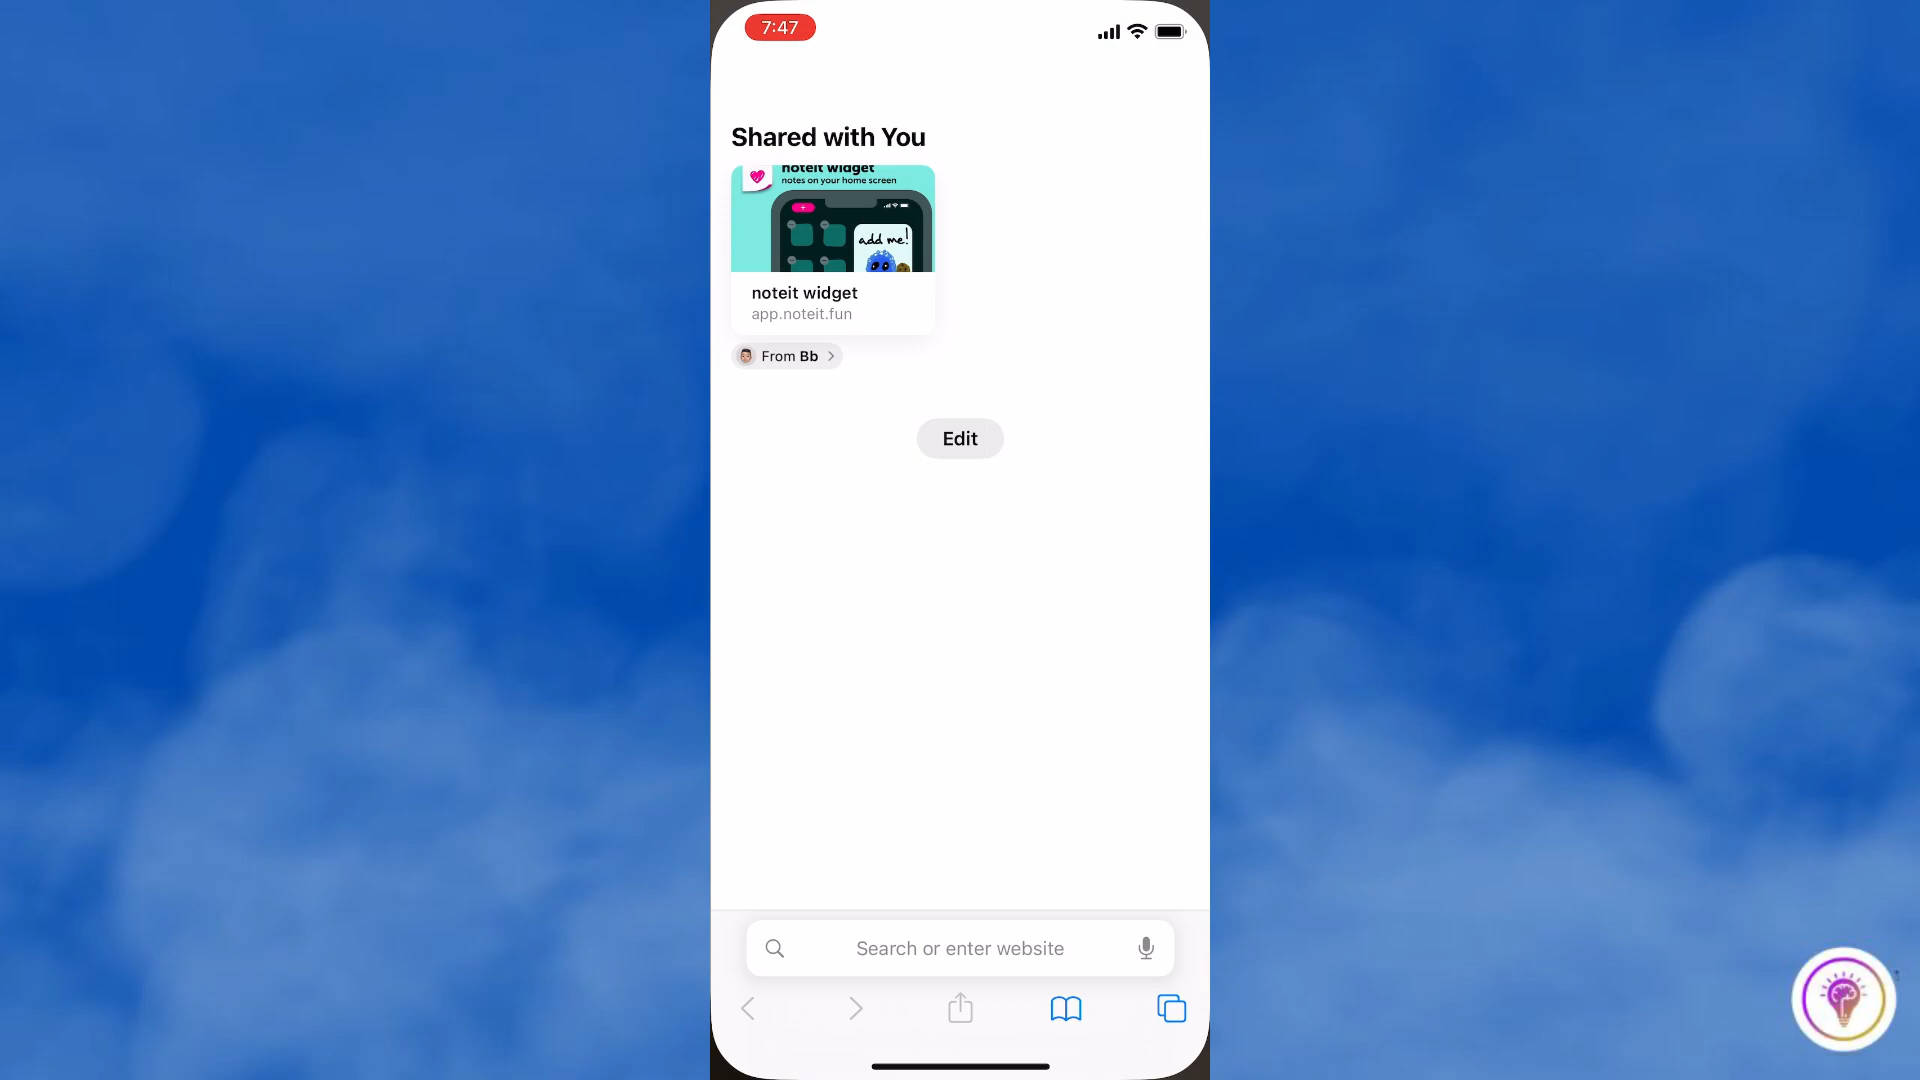 7:47
Shared with You
noteit widget
notes on your home screen
add me!
noteit widget
app.noteit.fun
From Bb
Edit
Search or enter website